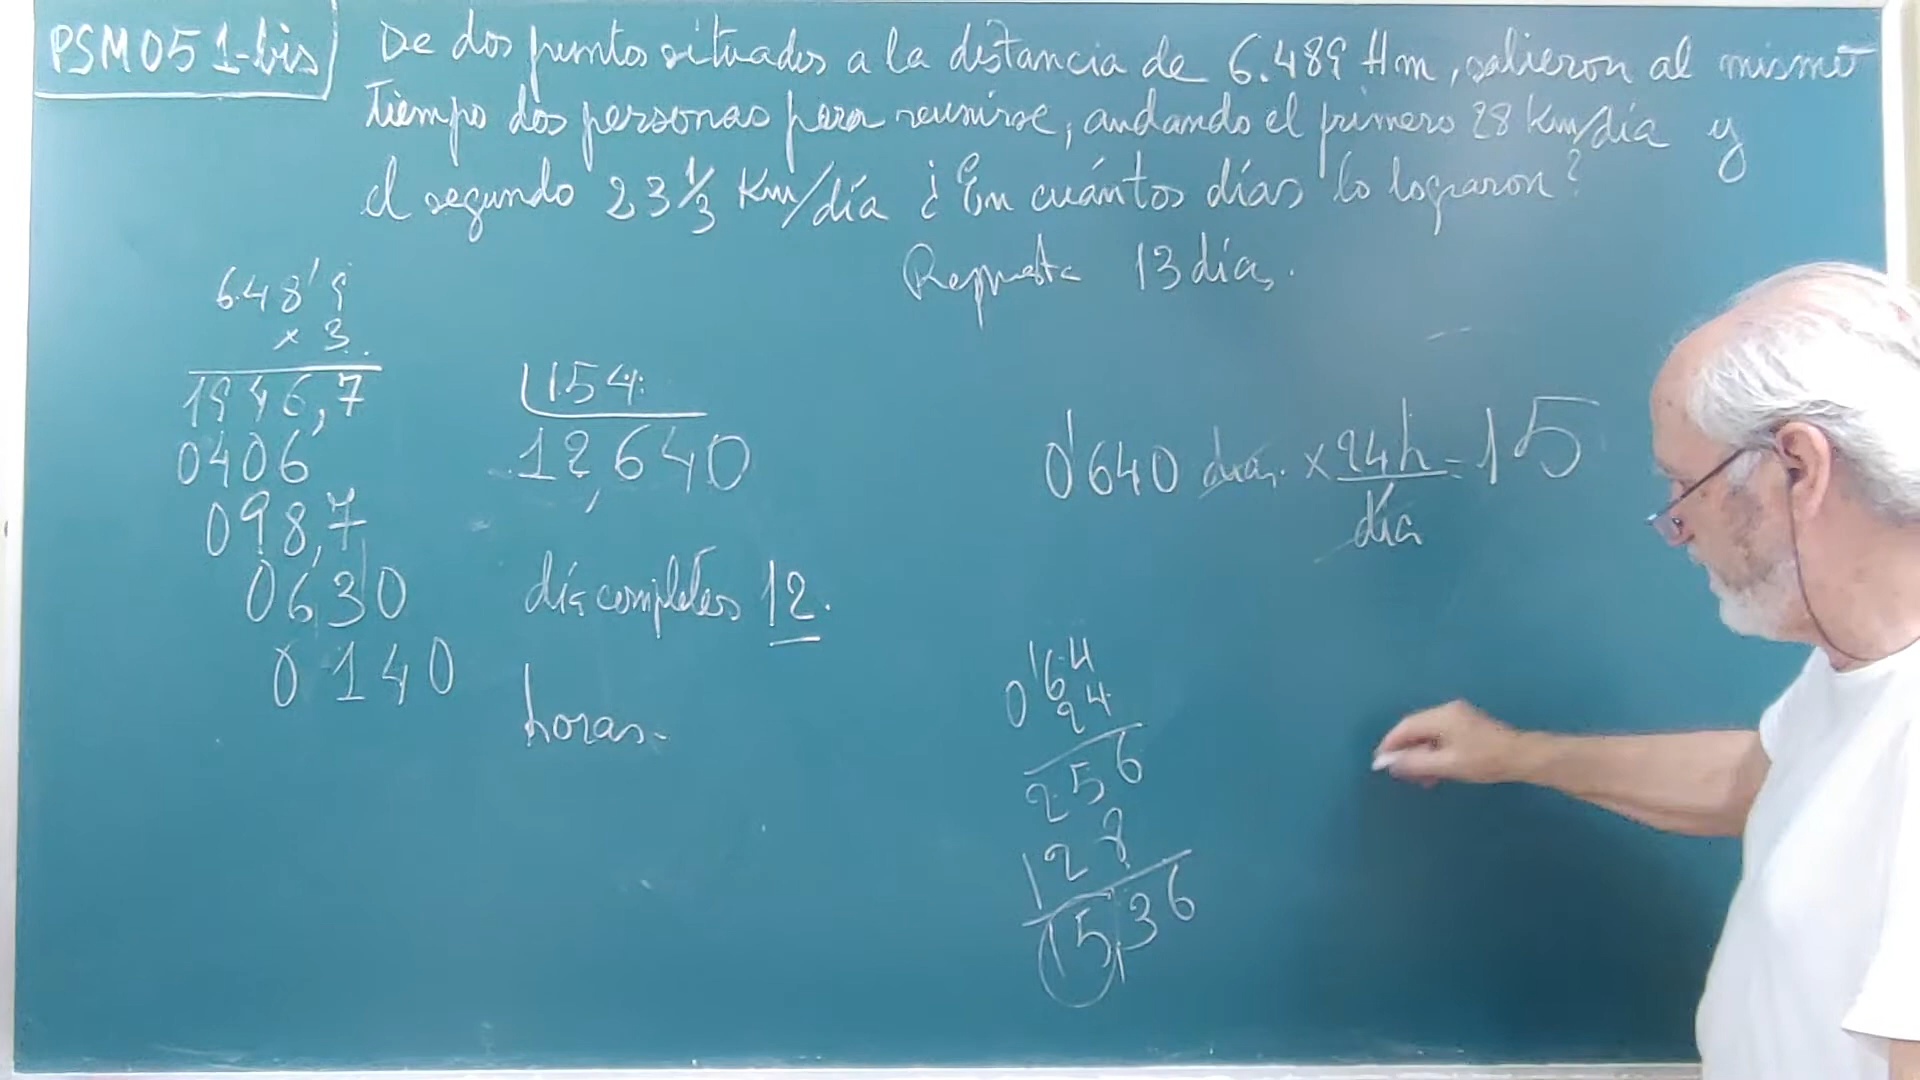 PSM051-bis
De dos puntos situados a la distancia de 6.489 Hm, salieron al mismo
tiempo dos personas para reunirse, andando el primero 28 Km/día y
el segundo 23 1/3 Km/día ¿En cuántos días lo lograron?
Respuesta 13 días.
648'9
x 3
1946,7
0406
098,7
0630
0140
154
12,640
días completos 12.
horas.
0'640 días x 24h/día = 15
0'64
24
256
128
15,36